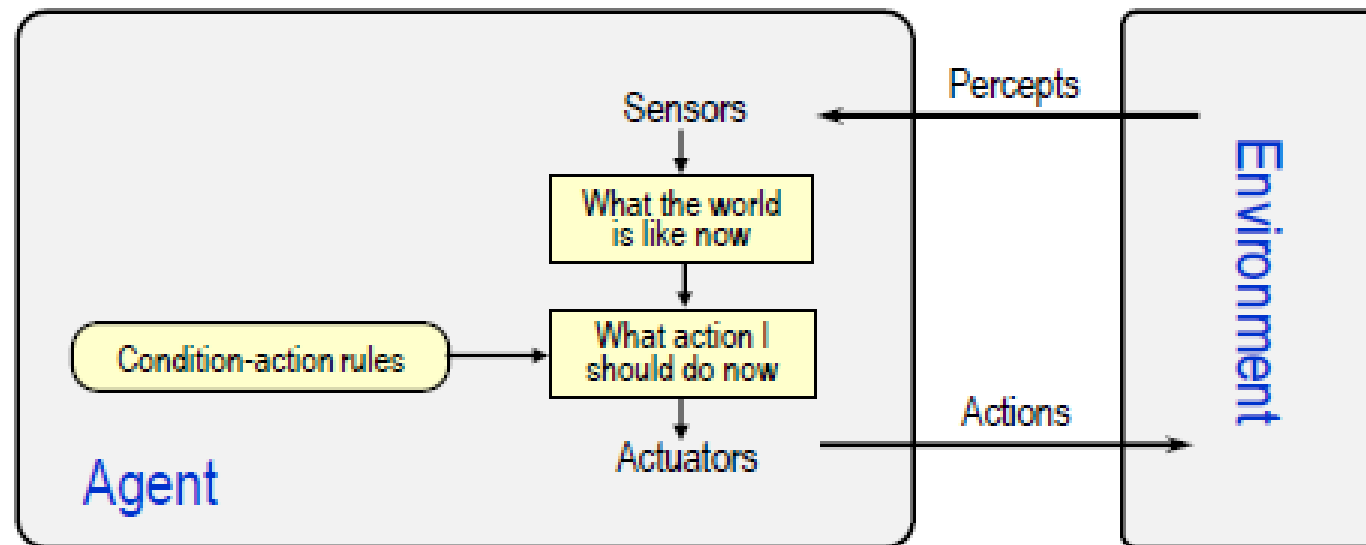 Percepts
Sensors
What the world
is like now
What action I
should do now
Condition-action rules
Actions
Actuators
Agent
Environment